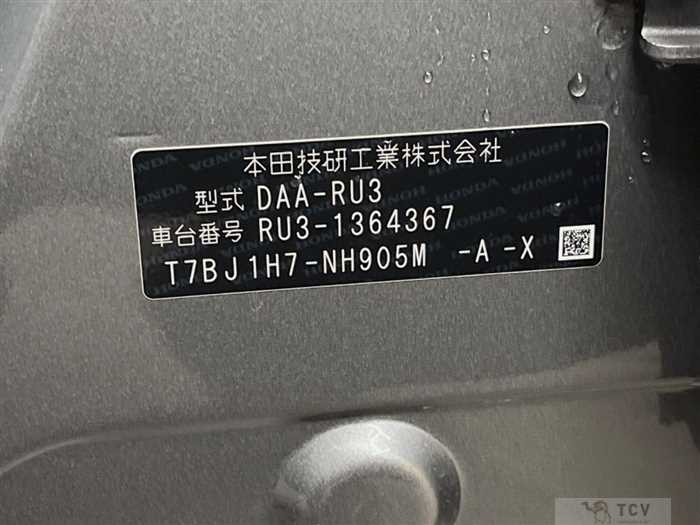 本田技研工業株式会社
型式 DAA-RU3
車台番号 RU3-1364367
T7BJ1H7-NH905M -A -X
TCV